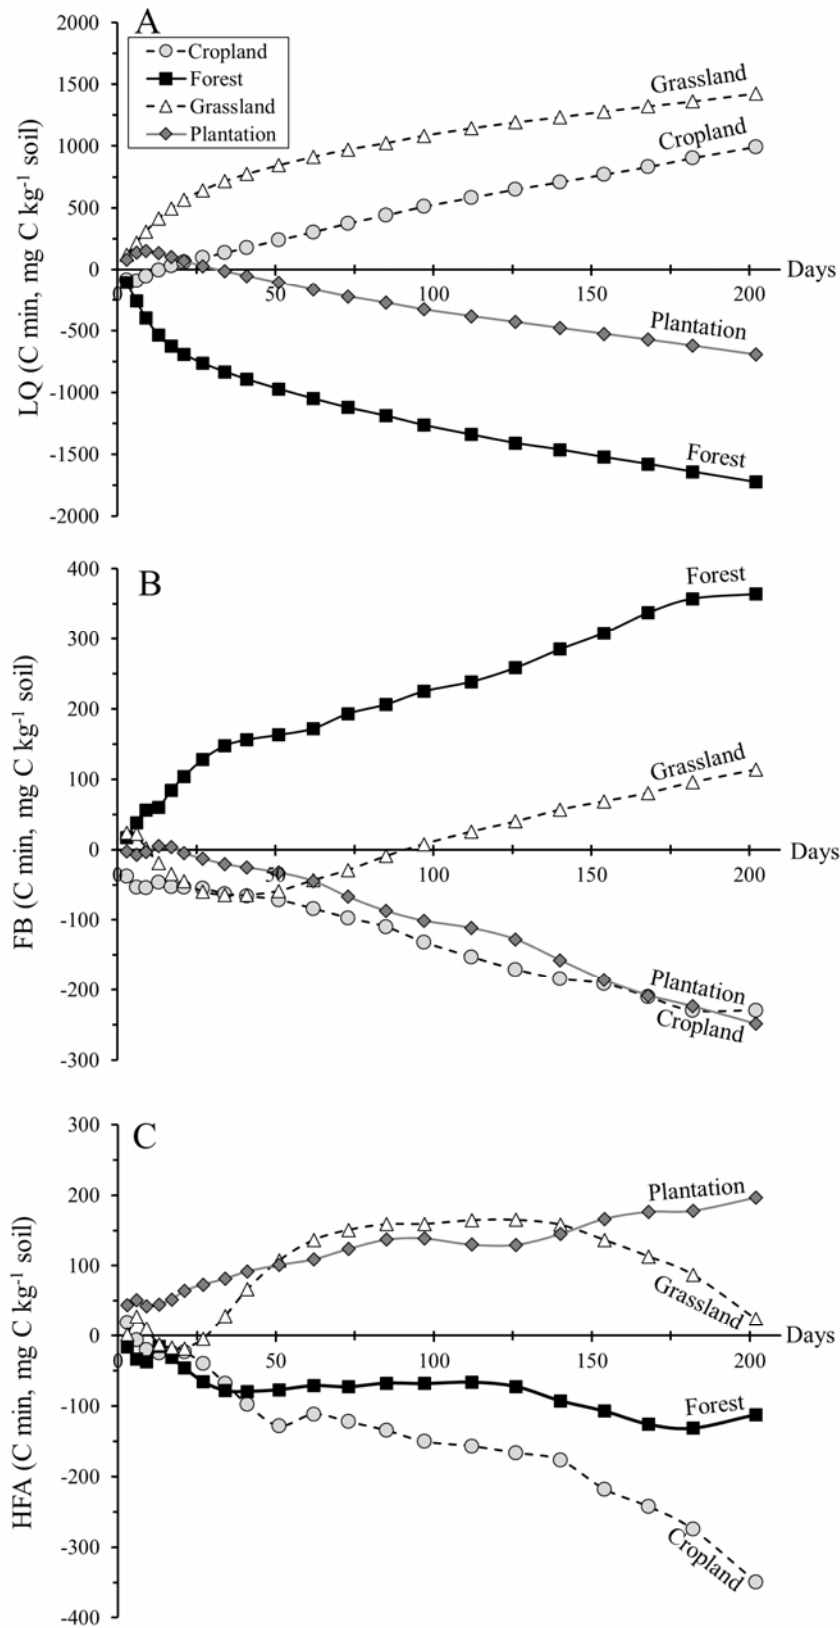 A
2000
1500
1000
500
0
-500
-1000
-1500
-2000
LQ (C min, mg C kg⁻¹ soil)
Cropland
Forest
Grassland
Plantation
Grassland
Cropland
Plantation
Forest
0 50 100 150 200 Days
B
400
300
200
100
0
-100
-200
-300
FB (C min, mg C kg⁻¹ soil)
Forest
Grassland
Plantation
Cropland
0 50 100 150 200 Days
C
300
200
100
0
-100
-200
-300
-400
HFA (C min, mg C kg⁻¹ soil)
Plantation
Grassland
Forest
Cropland
0 50 100 150 200 Days